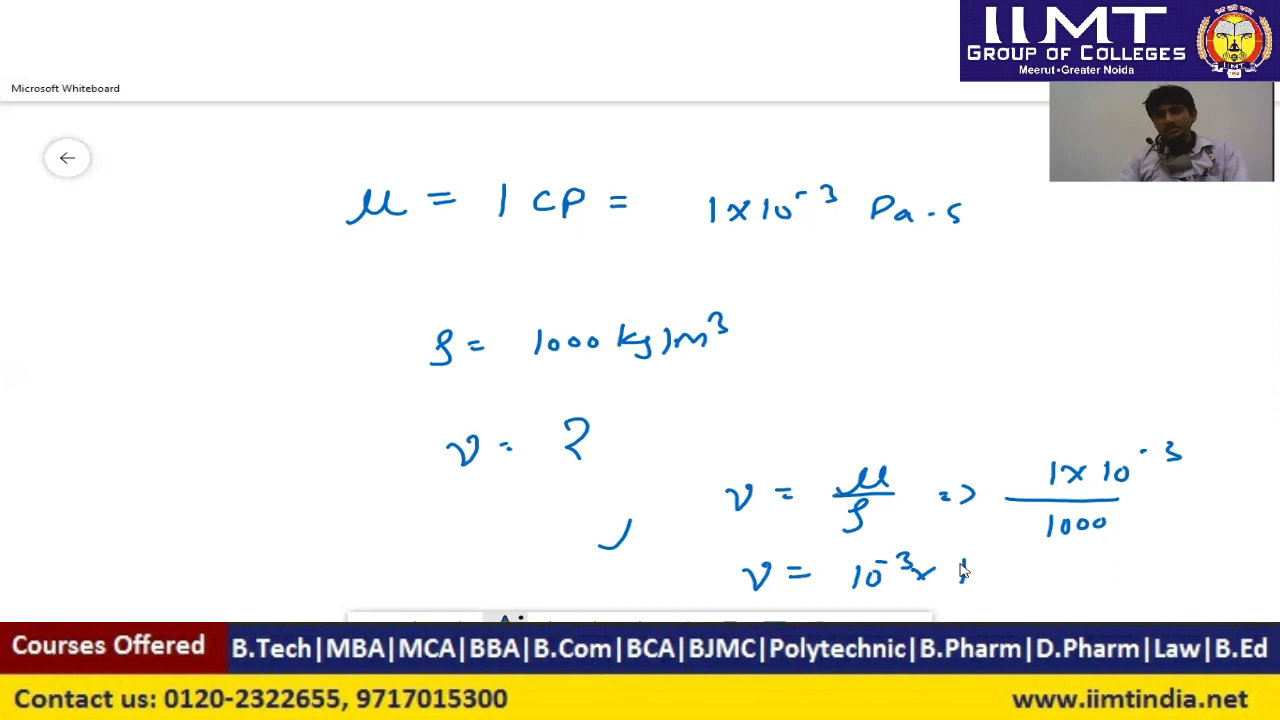 IIMT
GROUP OF COLLEGES
Meerut•Greater Noida
Microsoft Whiteboard
μ = 1 CP = 1×10⁻³ Pa·s
ρ = 1000 kg/m³
ν = ?
ν = μ/ρ => 1×10⁻³/1000
ν = 10⁻³×
Courses Offered B.Tech|MBA|MCA|BBA|B.Com|BCA|BJMC|Polytechnic|B.Pharm|D.Pharm|Law|B.Ed
Contact us: 0120-2322655, 9717015300 www.iimtindia.net